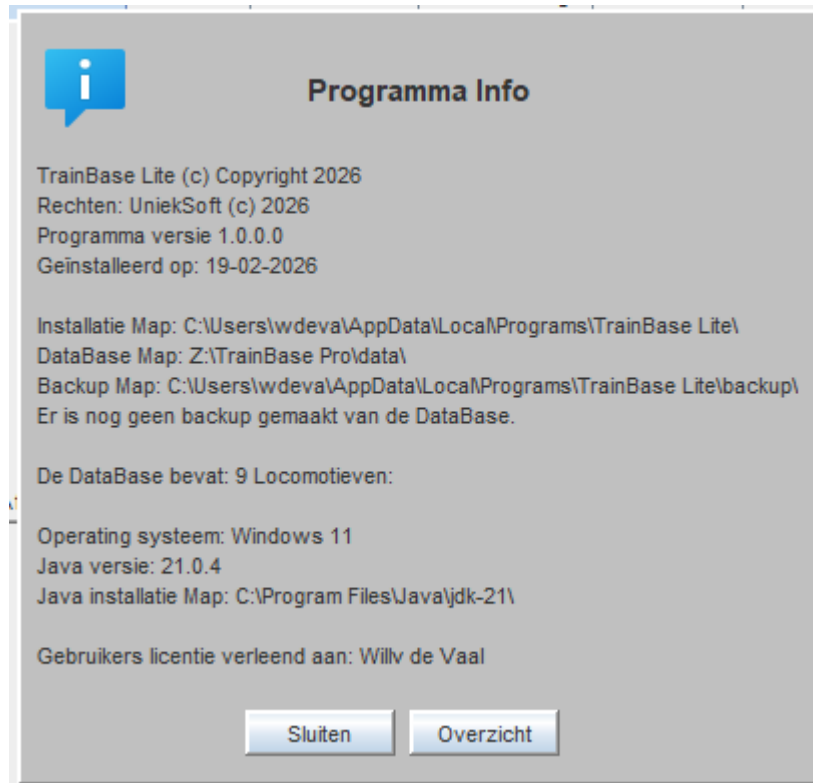 Programma Info
TrainBase Lite (c) Copyright 2026
Rechten: UniekSoft (c) 2026
Programma versie 1.0.0.0
Geïnstalleerd op: 19-02-2026
Installatie Map: C:\Users\wdeva\AppData\Local\Programs\TrainBase Lite\
DataBase Map: Z:\TrainBase Pro\data\
Backup Map: C:\Users\wdeva\AppData\Local\Programs\TrainBase Lite\backup\
Er is nog geen backup gemaakt van de DataBase.
De DataBase bevat: 9 Locomotieven:
Operating systeem: Windows 11
Java versie: 21.0.4
Java installatie Map: C:\Program Files\Java\jdk-21\
Gebruikers licentie verleend aan: Willy de Vaal
Sluiten
Overzicht